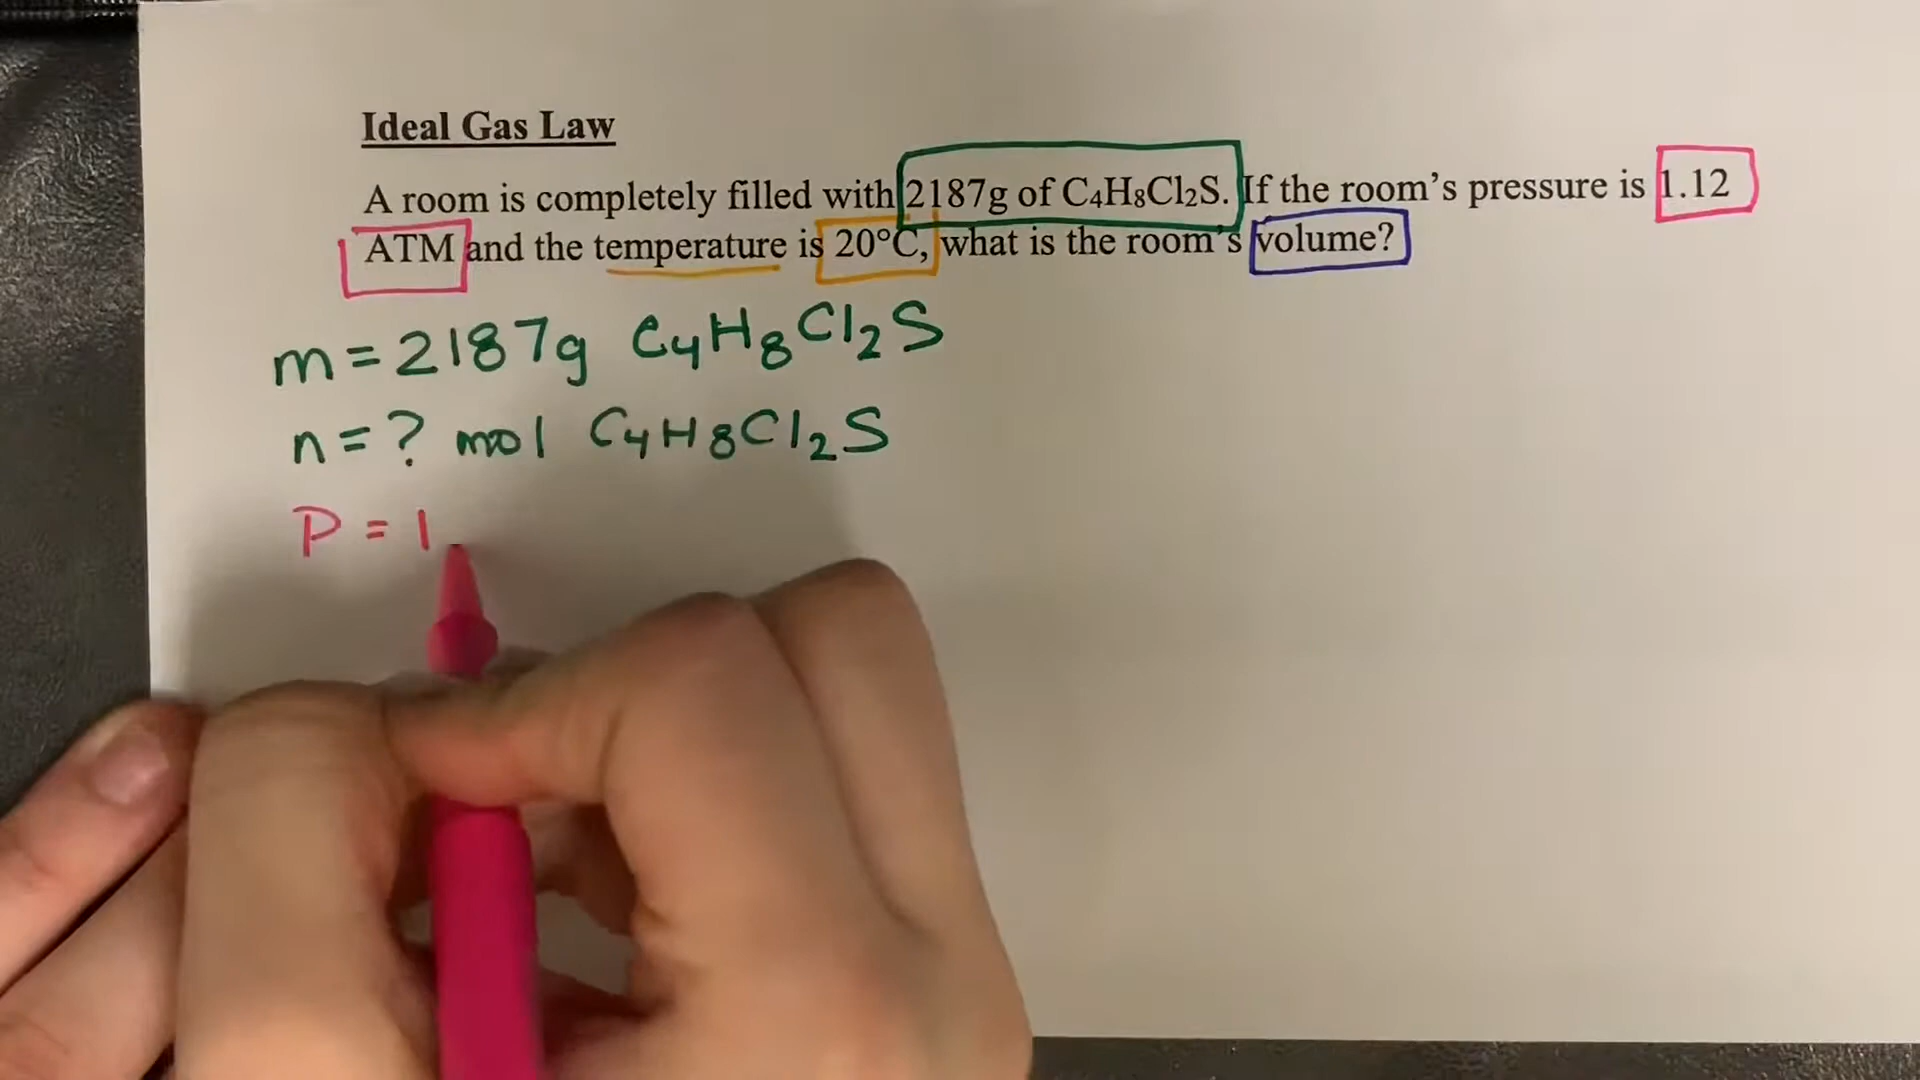 Ideal Gas Law
A room is completely filled with 2187g of C₄H₈Cl₂S. If the room's pressure is 1.12
ATM and the temperature is 20°C, what is the room's volume?
m = 2187g C₄H₈Cl₂S
n = ? mol C₄H₈Cl₂S
P = 1